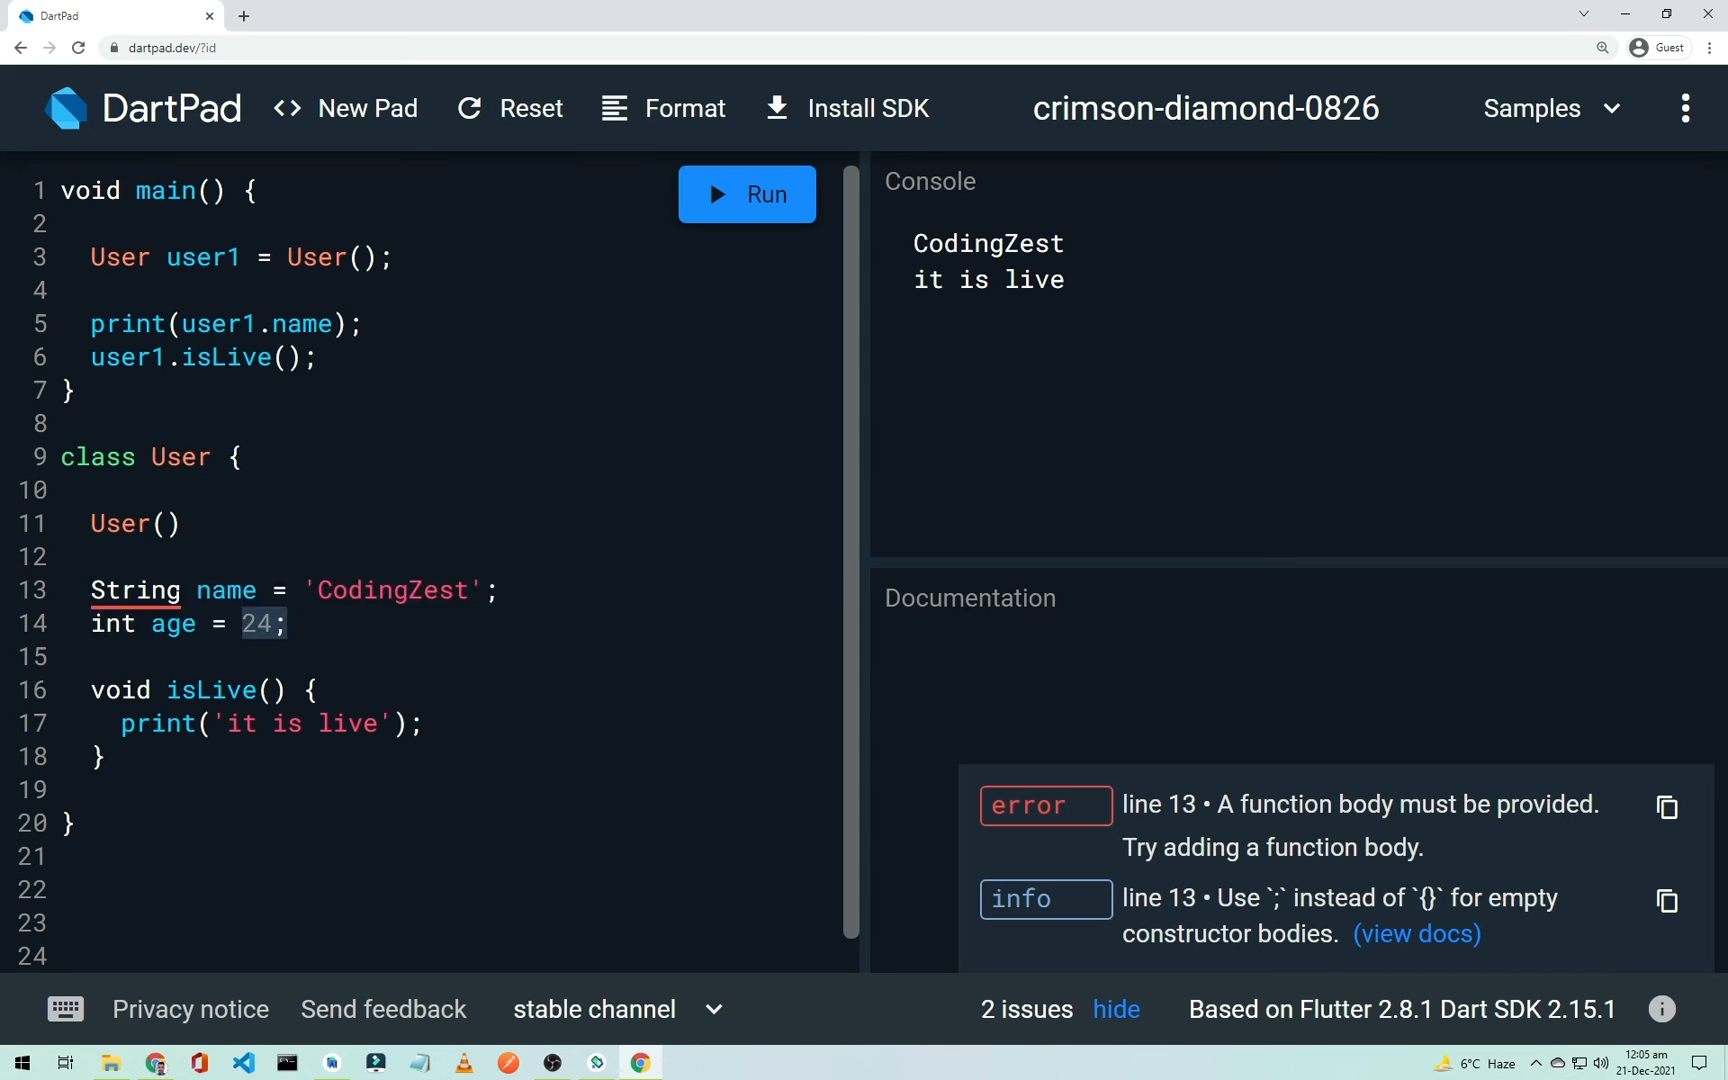 DartPad
dartpad.dev/?id
Guest
DartPad
<> New Pad
Reset
Format
Install SDK
crimson-diamond-0826
Samples
Run
1 void main() {
2
3 User user1 = User();
4
5 print(user1.name);
6 user1.isLive();
7 }
8
9 class User {
10
11 User()
12
13 String name = 'CodingZest';
14 int age = 24;
15
16 void isLive() {
17 print('it is live');
18 }
19
20 }
21
22
23
24
Console
CodingZest
it is live
Documentation
error line 13 • A function body must be provided.
Try adding a function body.
info line 13 • Use `;` instead of `{}` for empty
constructor bodies. (view docs)
Privacy notice
Send feedback
stable channel
2 issues hide
Based on Flutter 2.8.1 Dart SDK 2.15.1
6°C Haze
12:05 am
21-Dec-2021